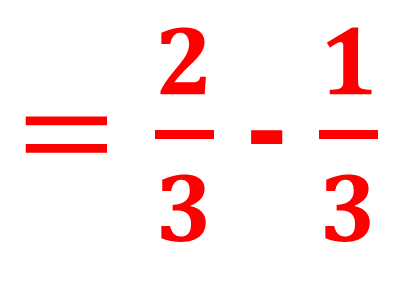 = 2/3 - 1/3